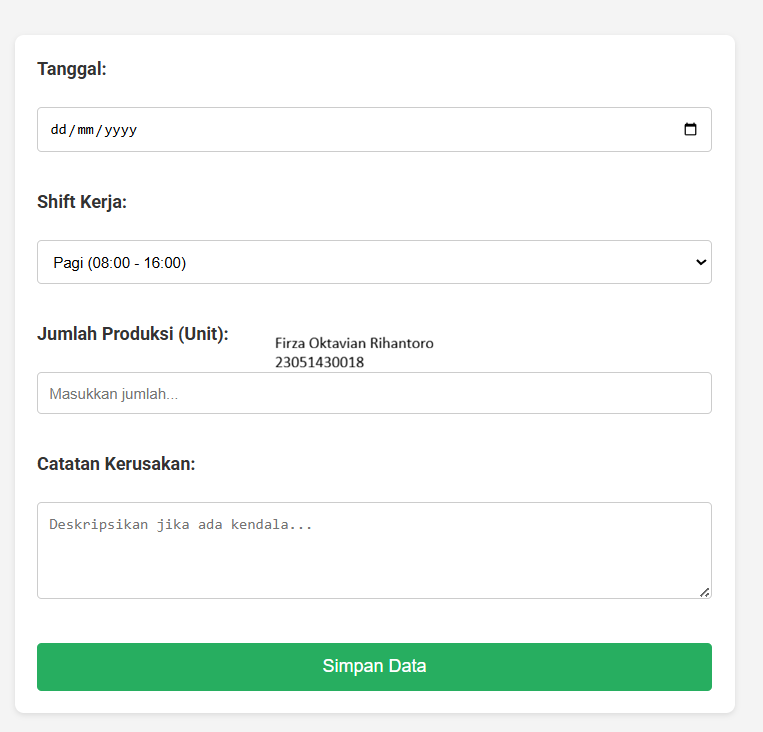 Tanggal:
dd/mm/yyyy
Shift Kerja:
Pagi (08:00 - 16:00)
Jumlah Produksi (Unit):
Firza Oktavian Rihantoro
23051430018
Masukkan jumlah...
Catatan Kerusakan:
Deskripsikan jika ada kendala...
Simpan Data